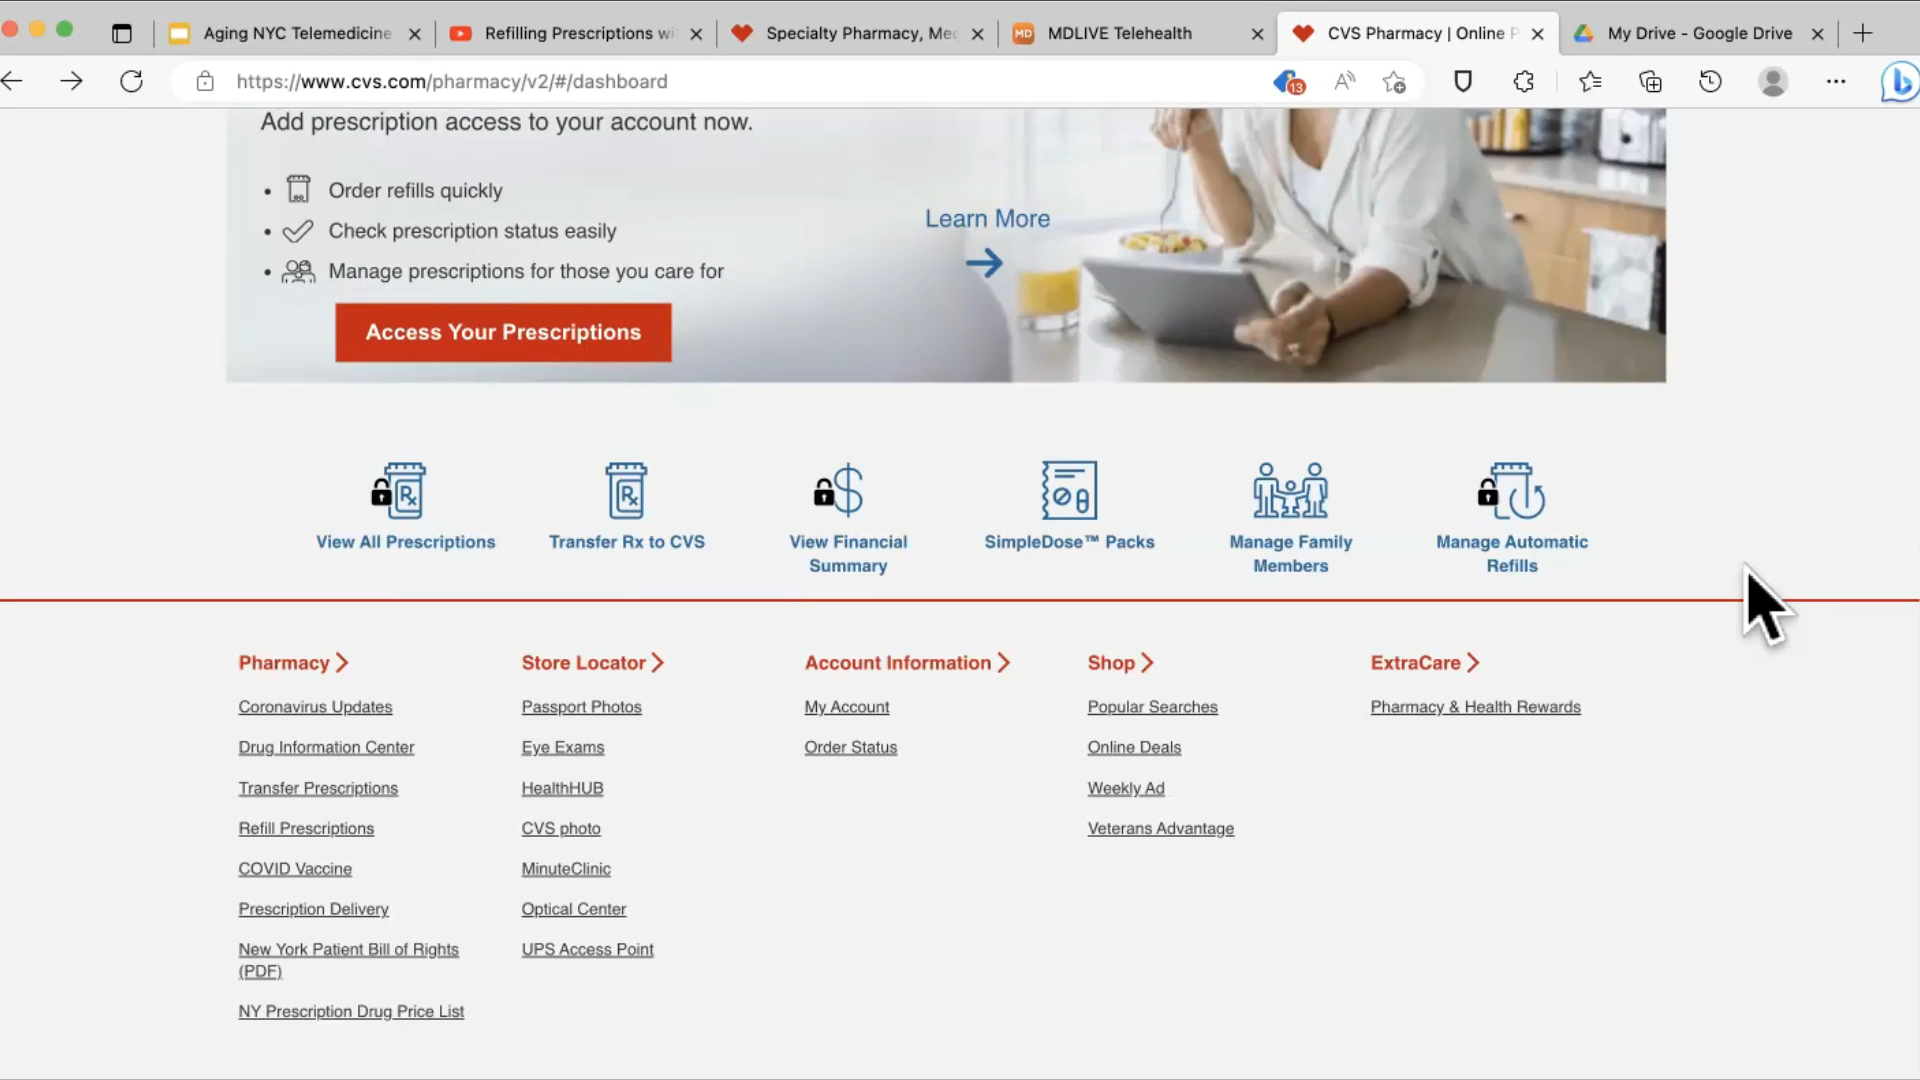 Aging NYC Telemedicine
Refilling Prescriptions wi
Specialty Pharmacy, Med
MDLIVE Telehealth
CVS Pharmacy | Online P
My Drive - Google Drive
https://www.cvs.com/pharmacy/v2/#/dashboard
13
Add prescription access to your account now.
Order refills quickly
Check prescription status easily
Manage prescriptions for those you care for
Access Your Prescriptions
Learn More
View All Prescriptions
Transfer Rx to CVS
View Financial
Summary
SimpleDose™ Packs
Manage Family
Members
Manage Automatic
Refills
Pharmacy
Coronavirus Updates
Drug Information Center
Transfer Prescriptions
Refill Prescriptions
COVID Vaccine
Prescription Delivery
New York Patient Bill of Rights
(PDF)
NY Prescription Drug Price List
Store Locator
Passport Photos
Eye Exams
HealthHUB
CVS photo
MinuteClinic
Optical Center
UPS Access Point
Account Information
My Account
Order Status
Shop
Popular Searches
Online Deals
Weekly Ad
Veterans Advantage
ExtraCare
Pharmacy & Health Rewards